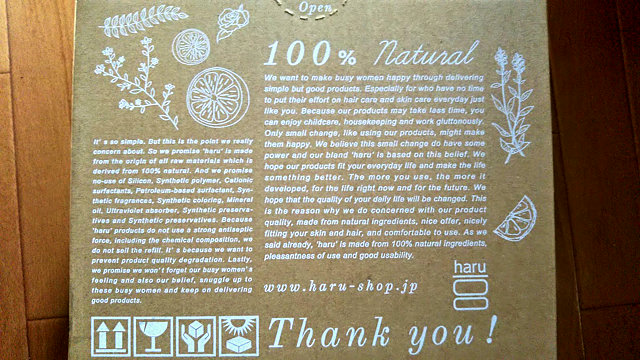 Open
100% Natural
We want to make busy women happy through delivering
simple but good products. Especially for who have no time
to put their effort on hair care and skin care everyday just
like you. Because our products may take less time, you
can enjoy childcare, housekeeping and work gluttonously.
Only small change, like using our products, might make
them happy. We believe this small change do have some
power and our bland 'haru' is based on this belief. We
hope our products fit your everyday life and make the life
something better. The more you use, the more it
developed, for the life right now and for the future. We
hope that the quality of your daily life will be changed. This
is the reason why we do concerned with our product
quality, made from natural ingredients, nice offer, nicely
fitting your skin and hair, and comfortable to use. As we
said already, 'haru' is made from 100% natural ingredients,
pleasantness of use and good usability.
It's so simple. But this is the point we really
concern about. So we promise 'haru' is made
from the origin of all raw materials which is
derived from 100% natural. And we promise
no-use of Silicon, Synthetic polymer, Cationic
surfactants, Petroleum-based surfactant, Syn-
thetic fragrances, Synthetic coloring, Mineral
oil, Ultraviolet absorber, Synthetic preserva-
tives and Synthetic preservatives. Because
'haru' products do not use a strong antiseptic
force, including the chemical composition, we
do not sell the refill. It's because we want to
prevent product quality degradation. Lastly,
we promise we won't forget our busy women's
feeling and also our belief, snuggle up to
these busy women and keep on delivering
good products.
www.haru-shop.jp
haru
Thank you!